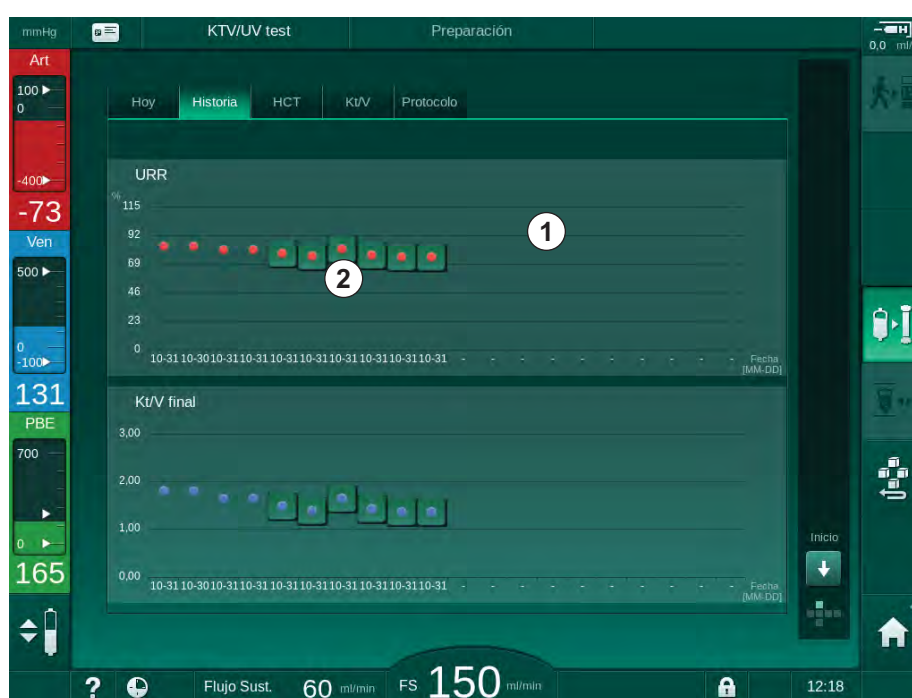 mmHg
KTV/UV test
Preparación
0,0 ml/
Art
100
0
-400
-73
Ven
500
0
-100
131
PBE
700
0
165
Hoy
Historia
HCT
Kt/V
Protocolo
URR
%
115
92
69
46
23
0
1
2
10-31 10-30 10-31 10-31 10-31 10-31 10-31 10-31 10-31 10-31 - - - - - - - - - - Fecha
[MM-DD]
Kt/V final
3,00
2,00
1,00
0,00
10-31 10-30 10-31 10-31 10-31 10-31 10-31 10-31 10-31 10-31 - - - - - - - - - - Fecha
[MM-DD]
Inicio
? Flujo Sust. 60 ml/min FS 150 ml/min 12:18